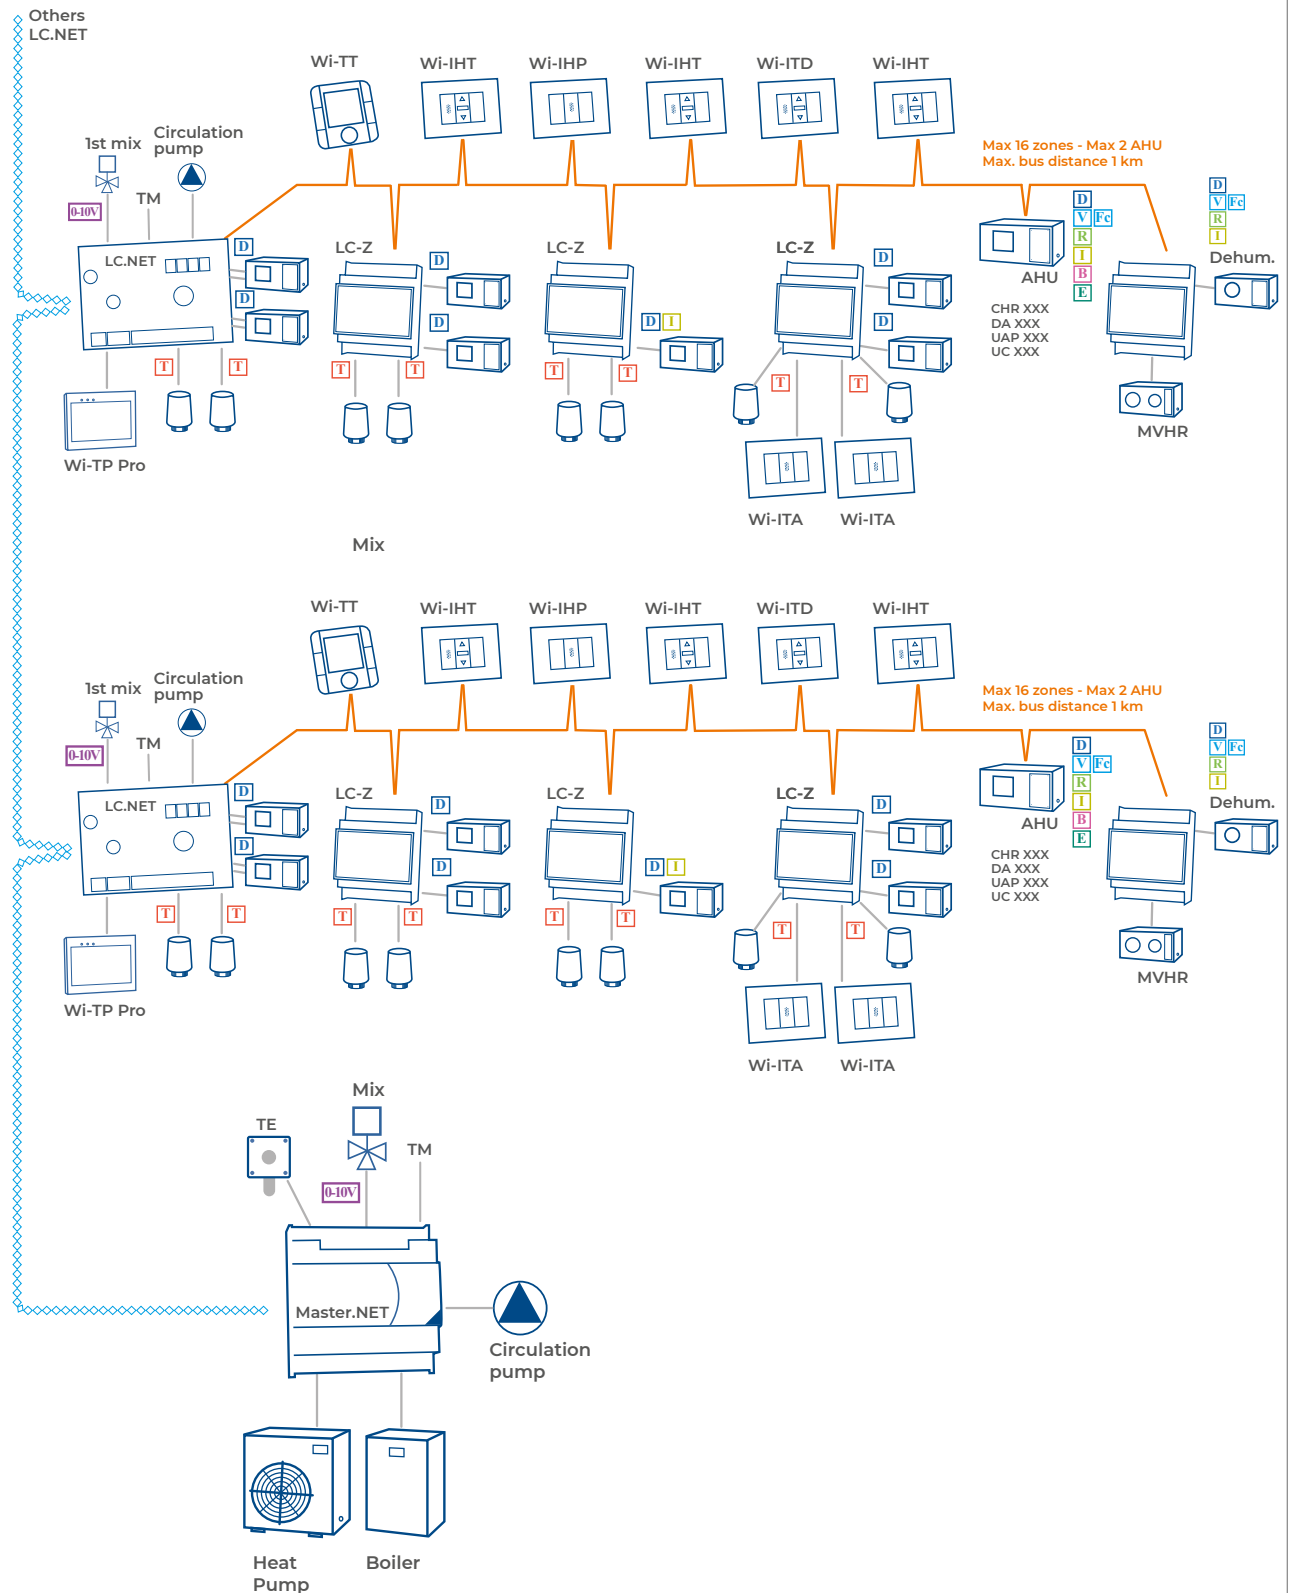 Others
LC.NET
Wi-TT
Wi-IHT
Wi-IHP
Wi-IHT
Wi-ITD
Wi-IHT
1st mix
Circulation
pump
Max 16 zones - Max 2 AHU
Max. bus distance 1 km
0-10V
TM
D
V Fc
R
I
B
E
D
V Fc
R
I
LC.NET
D
D
LC-Z
D
D
LC-Z
D I
LC-Z
D
D
AHU
Dehum.
CHR XXX
DA XXX
UAP XXX
UC XXX
T
T
T
T
T
T
T
T
Wi-TP Pro
MVHR
Wi-ITA
Wi-ITA
Mix
Wi-TT
Wi-IHT
Wi-IHP
Wi-IHT
Wi-ITD
Wi-IHT
1st mix
Circulation
pump
Max 16 zones - Max 2 AHU
Max. bus distance 1 km
0-10V
TM
D
V Fc
R
I
B
E
D
V Fc
R
I
LC.NET
D
D
LC-Z
D
D
LC-Z
D I
LC-Z
D
D
AHU
Dehum.
CHR XXX
DA XXX
UAP XXX
UC XXX
T
T
T
T
T
T
T
T
Wi-TP Pro
MVHR
Wi-ITA
Wi-ITA
Mix
TE
TM
0-10V
Master.NET
Circulation
pump
Heat
Pump
Boiler